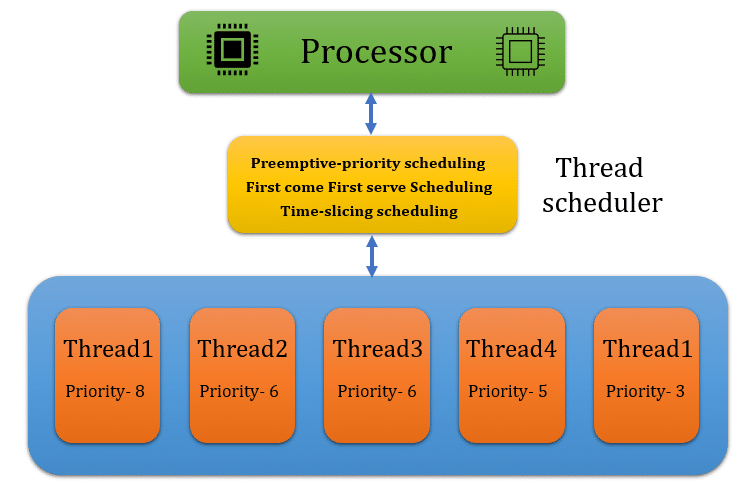 Processor
Preemptive-priority scheduling
First come First serve Scheduling
Time-slicing scheduling
Thread
scheduler
Thread1
Priority- 8
Thread2
Priority- 6
Thread3
Priority- 6
Thread4
Priority- 5
Thread1
Priority- 3